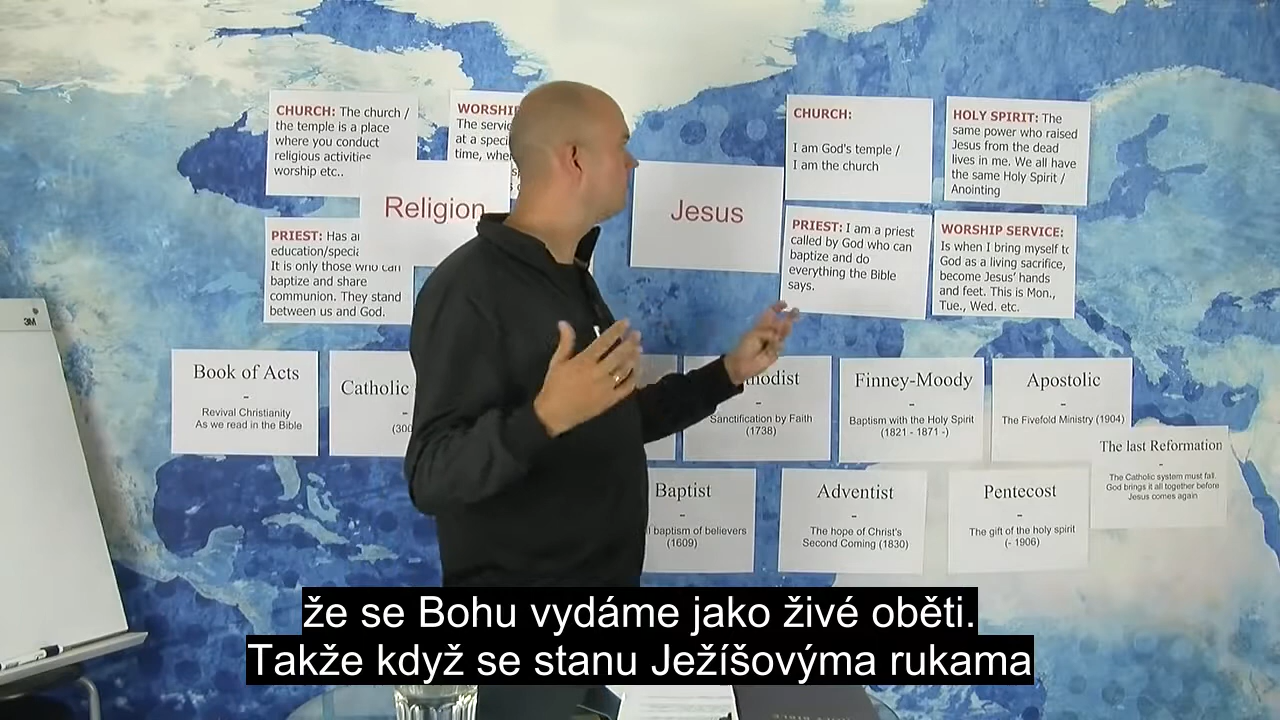 CHURCH: The church /
the temple is a place
where you conduct
religious activities
worship etc..
WORSHIP
The servic
at a speci
time, whe
Religion
PRIEST: Has
education/specia
It is only those who can
baptize and share
communion. They stand
between us and God.
Jesus
CHURCH:
I am God's temple /
I am the church
HOLY SPIRIT: The
same power who raised
Jesus from the dead
lives in me. We all have
the same Holy Spirit /
Anointing
PRIEST: I am a priest
called by God who can
baptize and do
everything the Bible
says.
WORSHIP SERVICE:
Is when I bring myself to
God as a living sacrifice,
become Jesus' hands
and feet. This is Mon.,
Tue., Wed. etc.
3M
Book of Acts
-
Revival Christianity
As we read in the Bible
Catholic
-
(300
hodist
-
Sanctification by Faith
(1738)
Finney-Moody
-
Baptism with the Holy Spirit
(1821 - 1871 -)
Apostolic
-
The Fivefold Ministry (1904)
The last Reformation
-
The Catholic system must fall.
God brings it all together before
Jesus comes again
Baptist
-
baptism of believers
(1609)
Adventist
-
The hope of Christ's
Second Coming (1830)
Pentecost
-
The gift of the holy spirit
(- 1906)
že se Bohu vydáme jako živé oběti.
Takže když se stanu Ježíšovýma rukama